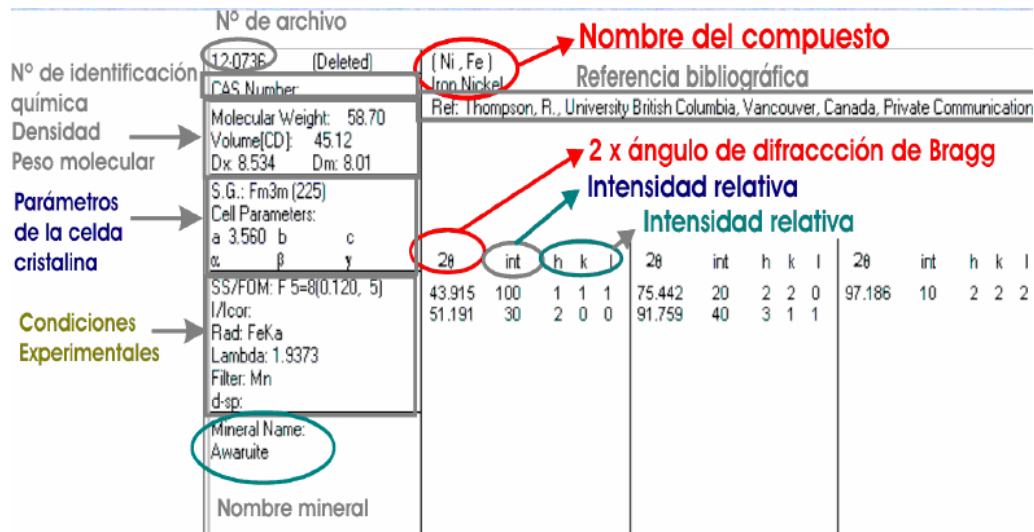 Nº de archivo
12-0736 (Deleted)
CAS Number:
Nº de identificación
química
Densidad
Peso molecular
Molecular Weight: 58.70
Volume[CD]: 45.12
Dx: 8.534 Dm: 8.01
Parámetros
de la celda
cristalina
S.G.: Fm3m (225)
Cell Parameters:
a 3.560 b c
α β γ
Condiciones
Experimentales
SS/FOM: F 5=8(0.120, 5)
I/Icor:
Rad: FeKa
Lambda: 1.9373
Filter: Mn
d-sp:
Mineral Name:
Awaruite
Nombre mineral
( Ni , Fe )
Iron Nickel
Nombre del compuesto
Referencia bibliográfica
Ref: Thompson, R., University British Columbia, Vancouver, Canada, Private Communication
2 x ángulo de difraccción de Bragg
Intensidad relativa
Intensidad relativa
2θ int h k l 2θ int h k l 2θ int h k l
43.915 100 1 1 1 75.442 20 2 2 0 97.186 10 2 2 2
51.191 30 2 0 0 91.759 40 3 1 1